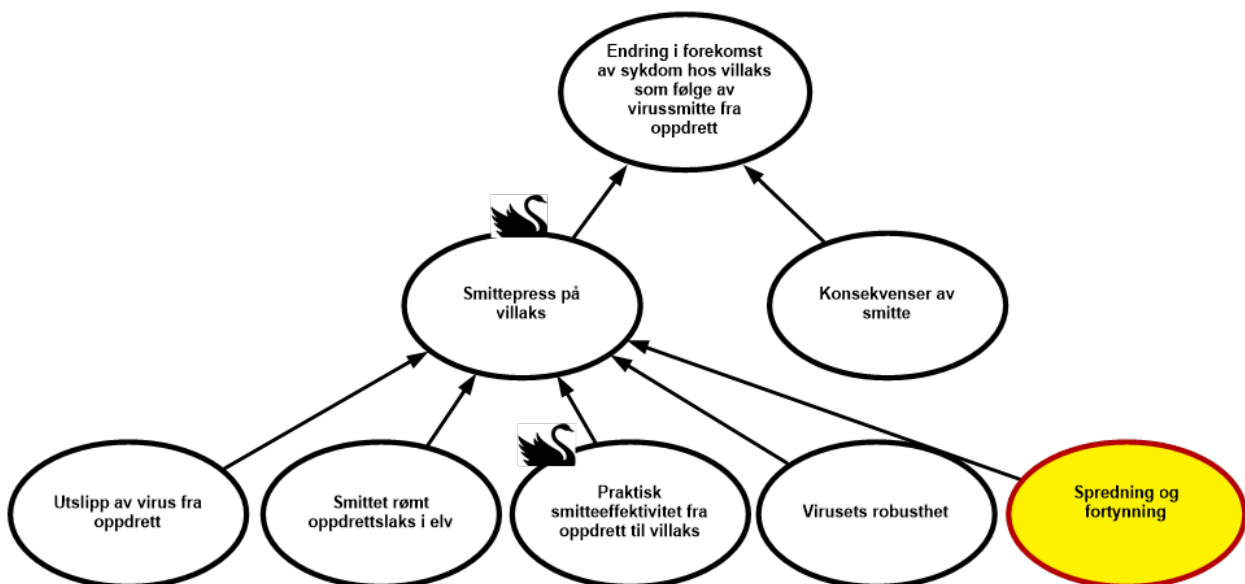 Endring i forekomst
av sykdom hos villaks
som følge av
virussmitte fra
oppdrett
Smittepress på
villaks
Konsekvenser av
smitte
Utslipp av virus fra
oppdrett
Smittet rømt
oppdrettslaks i elv
Praktisk
smitteeffektivitet fra
oppdrett til villaks
Virusets robusthet
Spredning og
fortynning